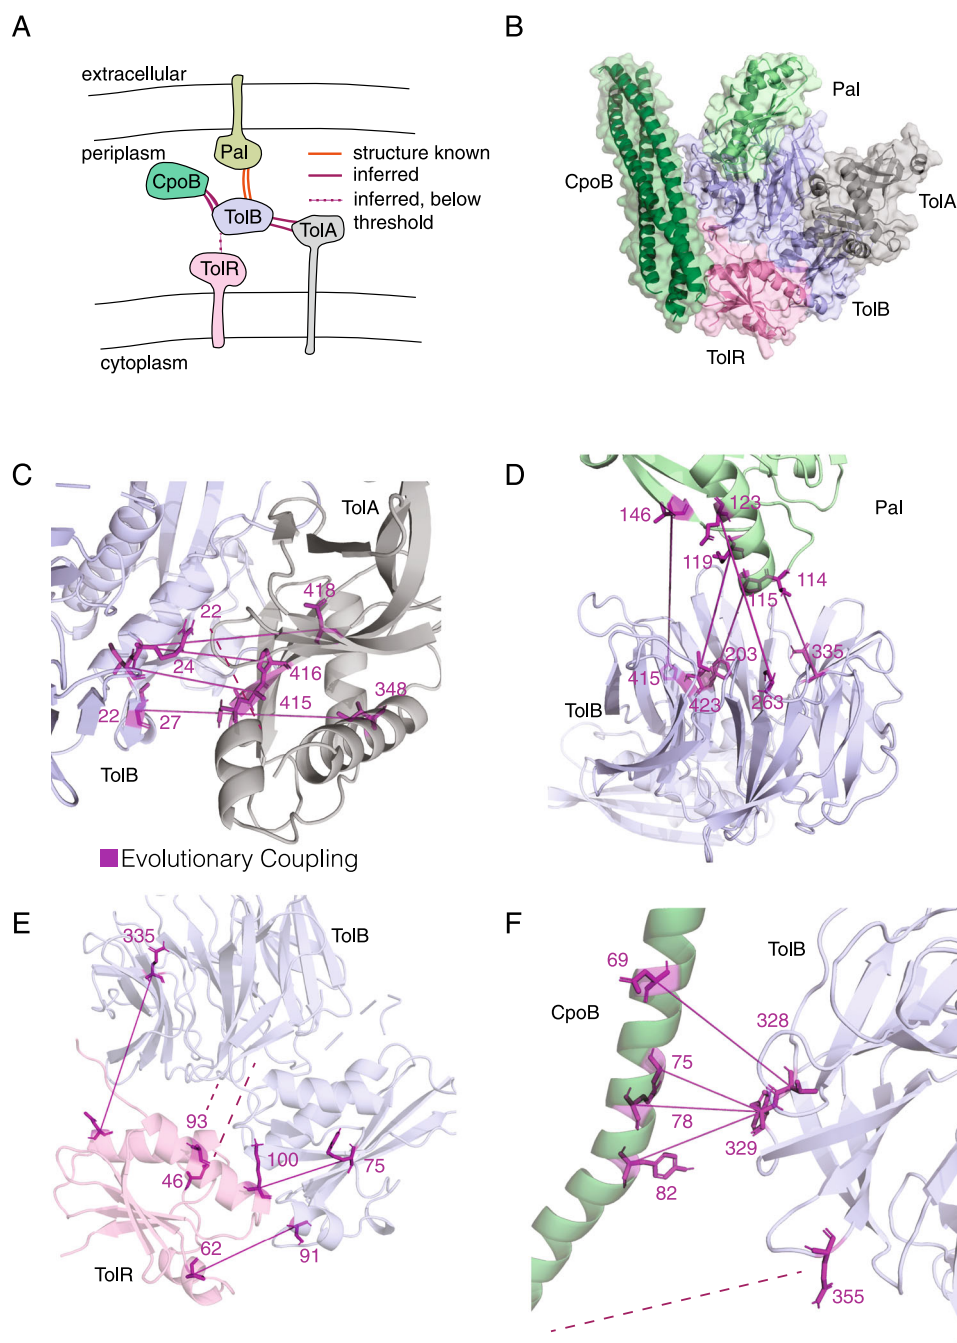 A
extracellular
periplasm
Pal
CpoB
TolB
TolA
TolR
cytoplasm
structure known
inferred
inferred, below
threshold
B
Pal
CpoB
TolA
TolB
TolR
C
TolA
418
22
24
416
415
348
22
27
TolB
Evolutionary Coupling
D
Pal
146
123
119
115
114
203
335
415
423
263
TolB
E
335
TolB
93
100
46
75
62
91
TolR
F
TolB
69
CpoB
328
75
78
329
82
355